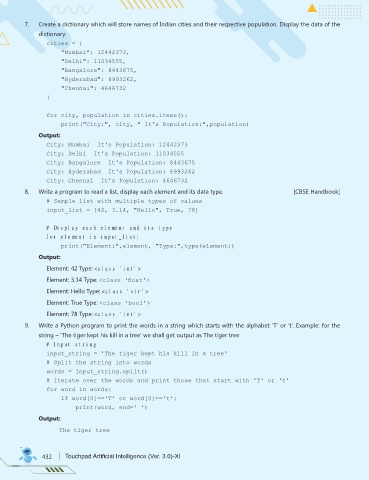 7. Create a dictionary which will store names of Indian cities and their respective population. Display the data of the
dictionary.
cities = {
"Mumbai": 12442373,
"Delhi": 11034555,
"Bangalore": 8443675,
"Hyderabad": 6993262,
"Chennai": 4646732
}
for city, population in cities.items():
print("City:", city, " It's Population:",population)
Output:
City: Mumbai It's Population: 12442373
City: Delhi It's Population: 11034555
City: Bangalore It's Population: 8443675
City: Hyderabad It's Population: 6993262
City: Chennai It's Population: 4646732
8. Write a program to read a list, display each element and its data type. [CBSE Handbook]
# Sample list with multiple types of values
input_list = [42, 3.14, "Hello", True, 78]
# Display each element and its type
for element in input_list:
print("Element:",element, "Type:",type(element))
Output:
Element: 42 Type: <class 'int'>
Element: 3.14 Type: <class 'float'>
Element: Hello Type: <class 'str'>
Element: True Type: <class 'bool'>
Element: 78 Type: <class 'int'>
9. Write a Python program to print the words in a string which starts with the alphabet 'T' or 't'. Example: for the
string – 'The tiger kept his kill in a tree' we shall get output as The tiger tree
# Input string
input_string = 'The tiger kept his kill in a tree'
# Split the string into words
words = input_string.split()
# Iterate over the words and print those that start with 'T' or 't'
for word in words:
if word[0]=='T' or word[0]=='t':
print(word, end=' ')
Output:
The tiger tree
432 Touchpad Artificial Intelligence (Ver. 3.0)-XI